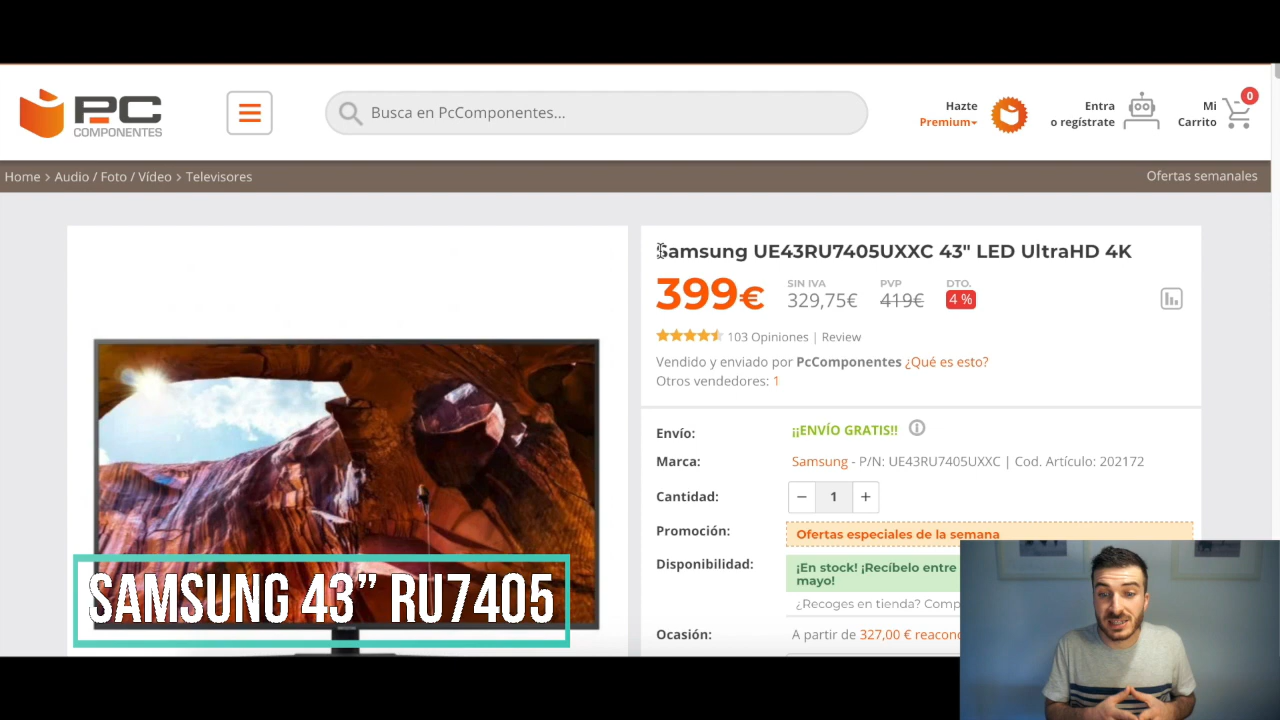 PC
COMPONENTES
Busca en PcComponentes...
Hazte
Premium
Entra
o regístrate
Mi
Carrito
0
Home > Audio / Foto / Vídeo > Televisores
Ofertas semanales
Samsung UE43RU7405UXXC 43" LED UltraHD 4K
399€
SIN IVA
329,75€
PVP
419€
DTO.
4 %
103 Opiniones | Review
Vendido y enviado por PcComponentes ¿Qué es esto?
Otros vendedores: 1
Envío: ¡¡ENVÍO GRATIS!!
Marca: Samsung - P/N: UE43RU7405UXXC | Cod. Artículo: 202172
Cantidad: − 1 +
Promoción: Ofertas especiales de la semana
Disponibilidad: ¡En stock! ¡Recíbelo entre
mayo!
¿Recoges en tienda?
Ocasión: A partir de 327,00 €
SAMSUNG 43” RU7405